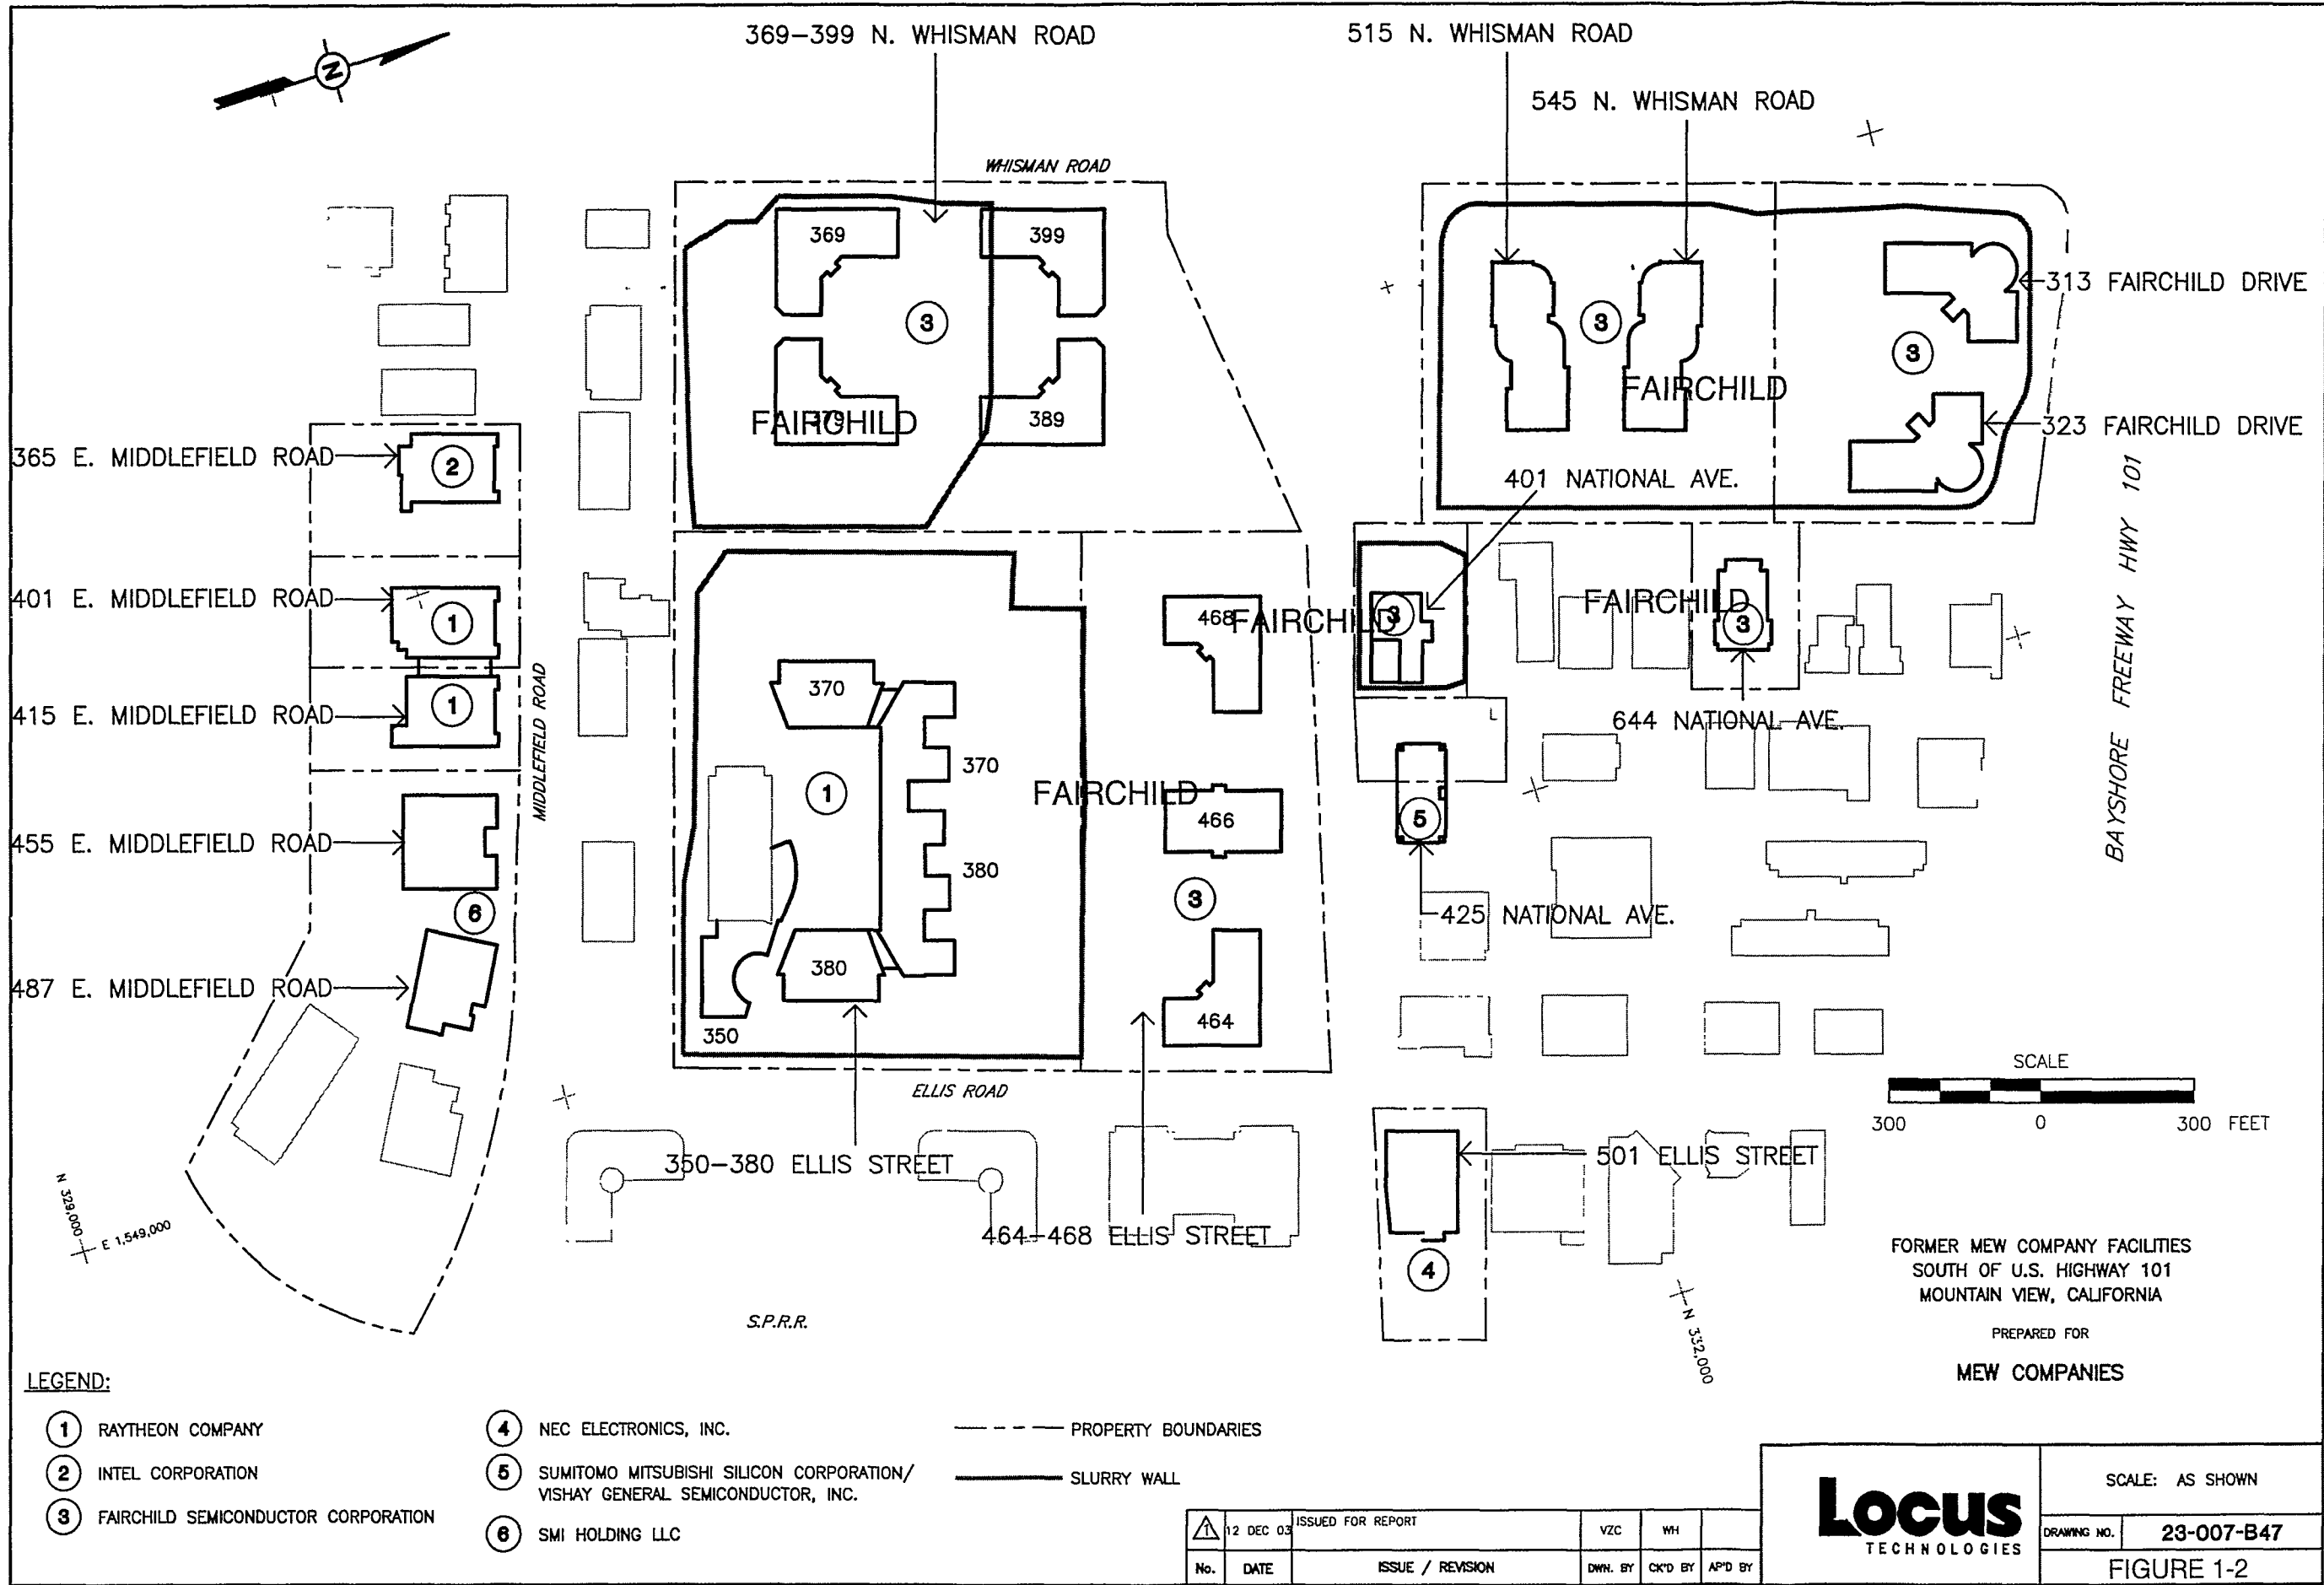 369–399 N. WHISMAN ROAD
515 N. WHISMAN ROAD
545 N. WHISMAN ROAD
N
WHISMAN ROAD
369
399
3
3
313 FAIRCHILD DRIVE
3
FAIRCHILD
379
389
FAIRCHILD
323 FAIRCHILD DRIVE
365 E. MIDDLEFIELD ROAD
2
401 NATIONAL AVE.
BAYSHORE FREEWAY HWY 101
401 E. MIDDLEFIELD ROAD
1
468
FAIRCHILD
3
FAIRCHILD
3
MIDDLEFIELD ROAD
415 E. MIDDLEFIELD ROAD
1
370
L
644 NATIONAL AVE.
370
1
FAIRCHILD
455 E. MIDDLEFIELD ROAD
466
5
380
6
3
425 NATIONAL AVE.
487 E. MIDDLEFIELD ROAD
380
350
464
SCALE
ELLIS ROAD
300 0 300 FEET
350–380 ELLIS STREET
501 ELLIS STREET
464–468 ELLIS STREET
N 329,000
E 1,549,000
4
N 332,000
S.P.R.R.
FORMER MEW COMPANY FACILITIES
SOUTH OF U.S. HIGHWAY 101
MOUNTAIN VIEW, CALIFORNIA
PREPARED FOR
MEW COMPANIES
LEGEND:
1 RAYTHEON COMPANY
2 INTEL CORPORATION
3 FAIRCHILD SEMICONDUCTOR CORPORATION
4 NEC ELECTRONICS, INC.
5 SUMITOMO MITSUBISHI SILICON CORPORATION/
VISHAY GENERAL SEMICONDUCTOR, INC.
6 SMI HOLDING LLC
PROPERTY BOUNDARIES
SLURRY WALL
1 12 DEC 03 ISSUED FOR REPORT VZC WH
No. DATE ISSUE / REVISION DWN. BY CK'D BY AP'D BY
Locus
TECHNOLOGIES
SCALE: AS SHOWN
DRAWING NO. 23-007-B47
FIGURE 1-2